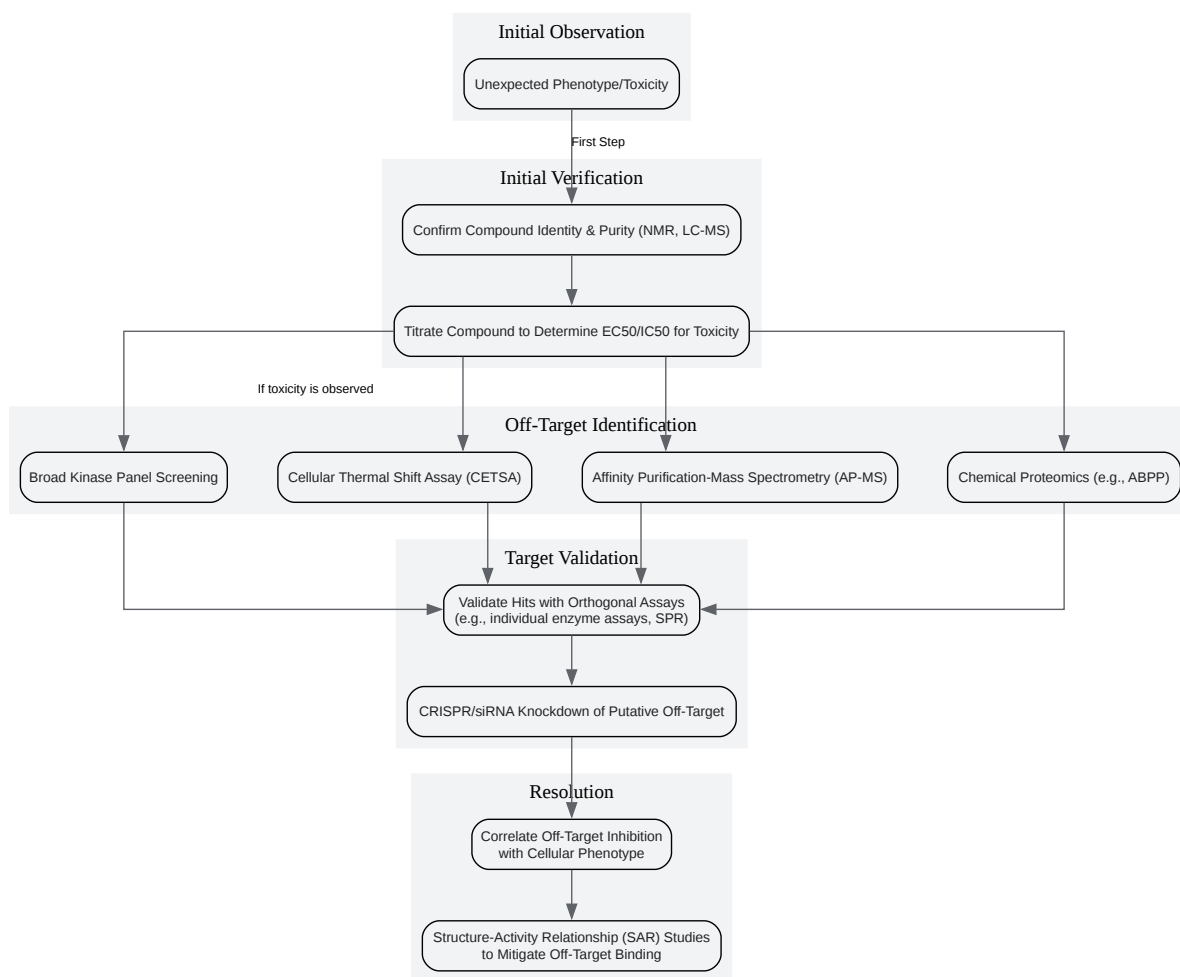 Initial Observation
Unexpected Phenotype/Toxicity
First Step
Initial Verification
Confirm Compound Identity & Purity (NMR, LC-MS)
Titrate Compound to Determine EC50/IC50 for Toxicity
If toxicity is observed
Off-Target Identification
Broad Kinase Panel Screening
Cellular Thermal Shift Assay (CETSA)
Affinity Purification-Mass Spectrometry (AP-MS)
Chemical Proteomics (e.g., ABPP)
Target Validation
Validate Hits with Orthogonal Assays
(e.g., individual enzyme assays, SPR)
CRISPR/siRNA Knockdown of Putative Off-Target
Resolution
Correlate Off-Target Inhibition
with Cellular Phenotype
Structure-Activity Relationship (SAR) Studies
to Mitigate Off-Target Binding